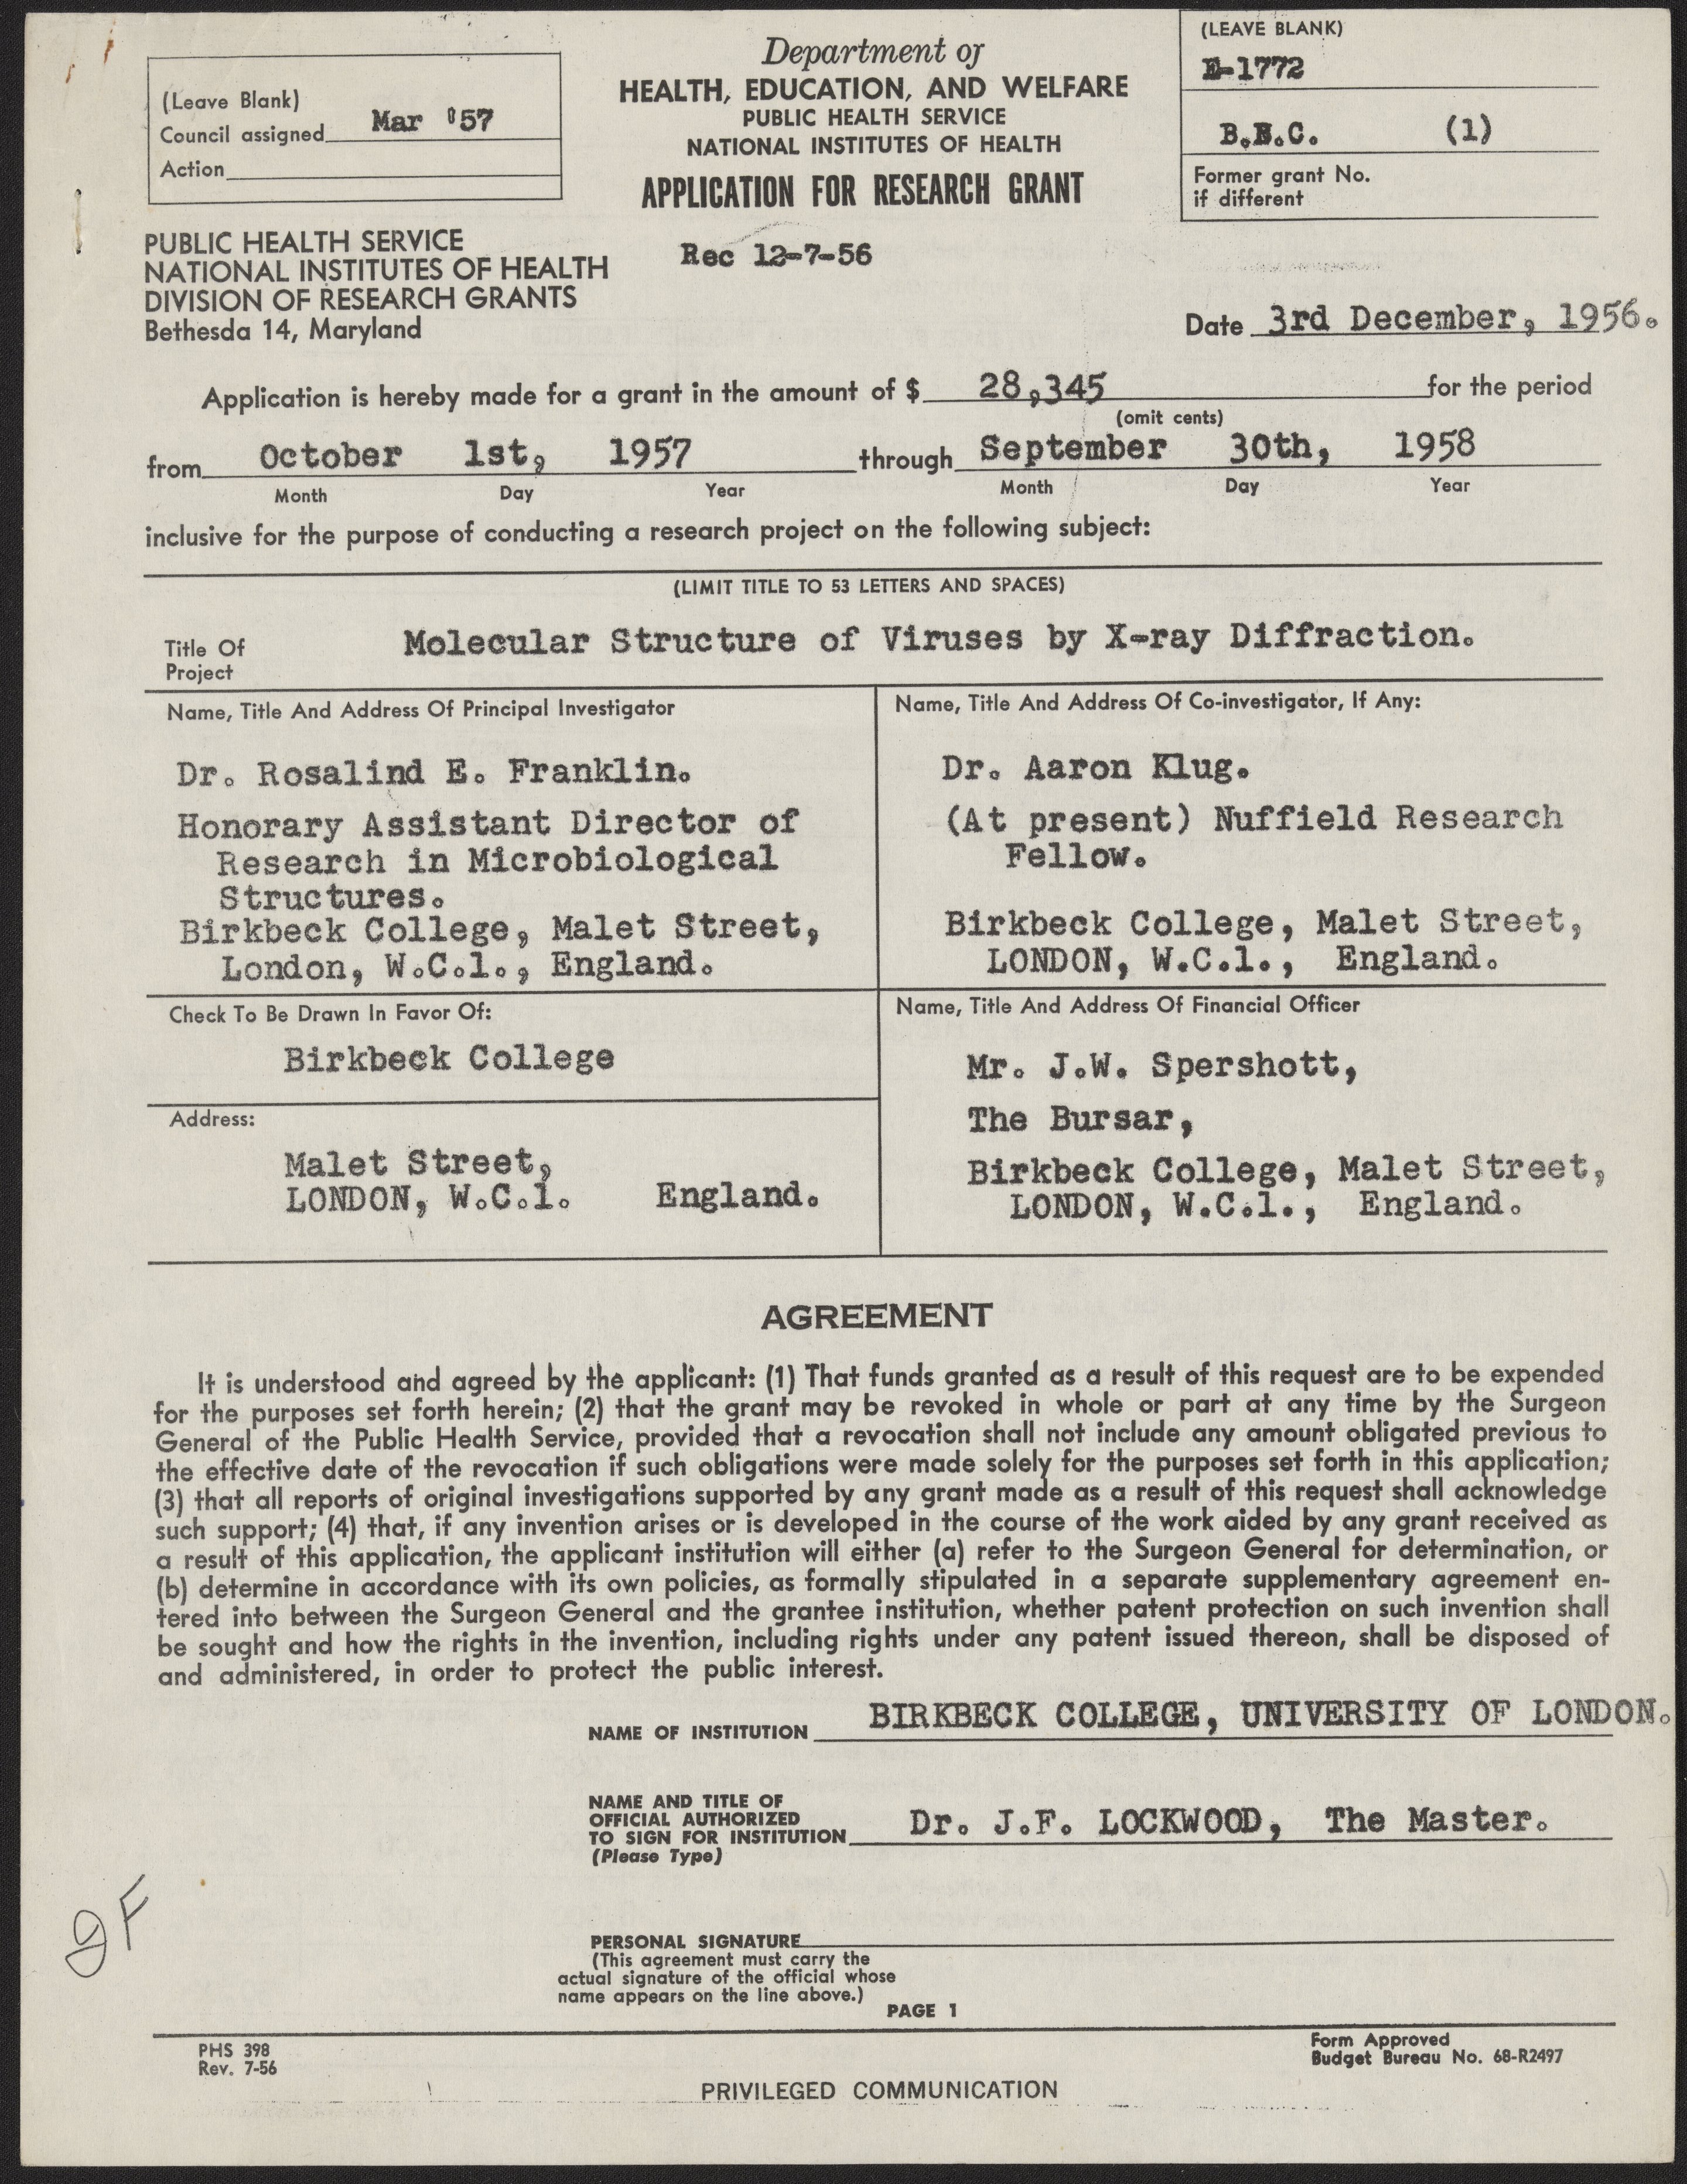 (Leave Blank)
Council assigned Mar '57
Action
Department of
HEALTH, EDUCATION, AND WELFARE
PUBLIC HEALTH SERVICE
NATIONAL INSTITUTES OF HEALTH
APPLICATION FOR RESEARCH GRANT
(LEAVE BLANK)
E-1772
B.B.C. (1)
Former grant No.
if different
PUBLIC HEALTH SERVICE
NATIONAL INSTITUTES OF HEALTH
DIVISION OF RESEARCH GRANTS
Bethesda 14, Maryland
Rec 12-7-56
Date 3rd December, 1956.
Application is hereby made for a grant in the amount of $ 28,345 for the period
(omit cents)
from October 1st, 1957 through September 30th, 1958
Month Day Year Month Day Year
inclusive for the purpose of conducting a research project on the following subject:
(LIMIT TITLE TO 53 LETTERS AND SPACES)
Title Of
Project
Molecular Structure of Viruses by X-ray Diffraction.
Name, Title And Address Of Principal Investigator
Dr. Rosalind E. Franklin.
Honorary Assistant Director of
Research in Microbiological
Structures.
Birkbeck College, Malet Street,
London, W.C.1., England.
Name, Title And Address Of Co-investigator, If Any:
Dr. Aaron Klug.
(At present) Nuffield Research
Fellow.
Birkbeck College, Malet Street,
LONDON, W.C.1., England.
Check To Be Drawn In Favor Of:
Birkbeck College
Address:
Malet Street,
LONDON, W.C.1. England.
Name, Title And Address Of Financial Officer
Mr. J.W. Spershott,
The Bursar,
Birkbeck College, Malet Street,
LONDON, W.C.1., England.
AGREEMENT
It is understood and agreed by the applicant: (1) That funds granted as a result of this request are to be expended
for the purposes set forth herein; (2) that the grant may be revoked in whole or part at any time by the Surgeon
General of the Public Health Service, provided that a revocation shall not include any amount obligated previous to
the effective date of the revocation if such obligations were made solely for the purposes set forth in this application;
(3) that all reports of original investigations supported by any grant made as a result of this request shall acknowledge
such support; (4) that, if any invention arises or is developed in the course of the work aided by any grant received as
a result of this application, the applicant institution will either (a) refer to the Surgeon General for determination, or
(b) determine in accordance with its own policies, as formally stipulated in a separate supplementary agreement en-
tered into between the Surgeon General and the grantee institution, whether patent protection on such invention shall
be sought and how the rights in the invention, including rights under any patent issued thereon, shall be disposed of
and administered, in order to protect the public interest.
NAME OF INSTITUTION BIRKBECK COLLEGE, UNIVERSITY OF LONDON.
NAME AND TITLE OF
OFFICIAL AUTHORIZED
TO SIGN FOR INSTITUTION Dr. J.F. LOCKWOOD, The Master.
(Please Type)
PERSONAL SIGNATURE
(This agreement must carry the
actual signature of the official whose
name appears on the line above.)
PAGE 1
PHS 398
Rev. 7-56
Form Approved
Budget Bureau No. 68-R2497
PRIVILEGED COMMUNICATION